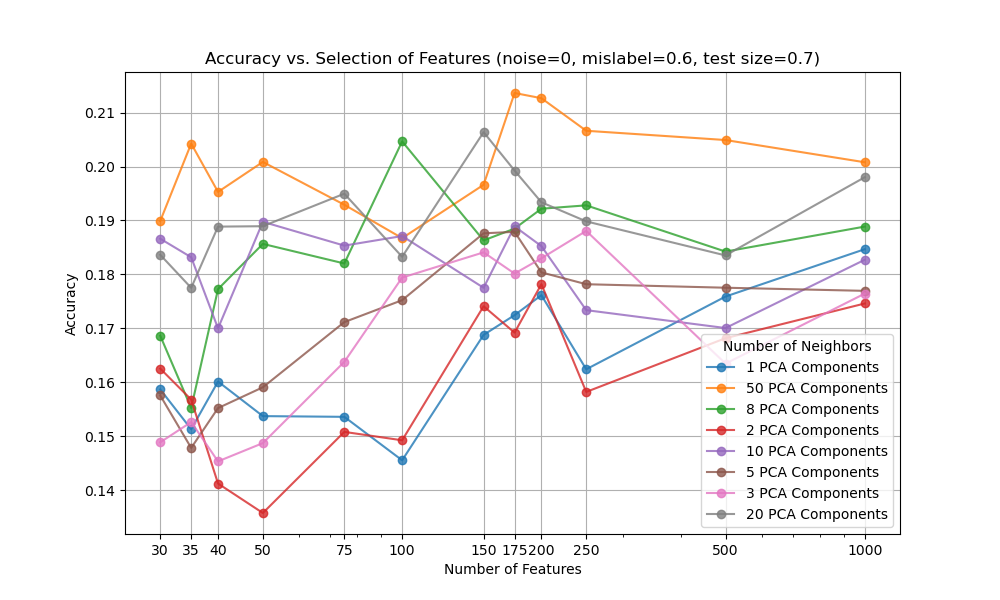 Accuracy vs. Selection of Features (noise=0, mislabel=0.6, test size=0.7)
Accuracy
0.21
0.20
0.19
0.18
0.17
0.16
0.15
0.14
Number of Neighbors
1 PCA Components
50 PCA Components
8 PCA Components
2 PCA Components
10 PCA Components
5 PCA Components
3 PCA Components
20 PCA Components
30 35 40 50 75 100 150 175 200 250 500 1000
Number of Features